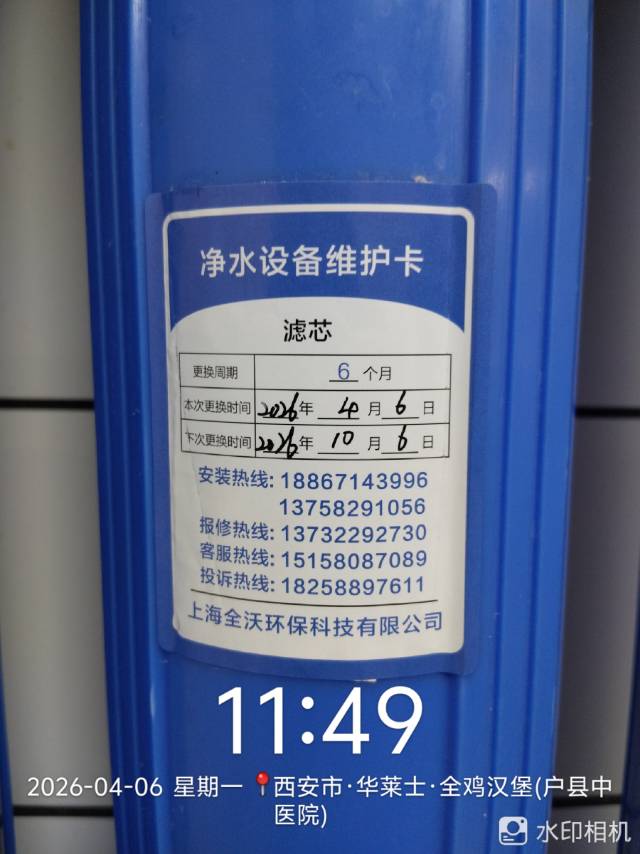 净水设备维护卡
滤芯
更换周期 6 个月
本次更换时间 2026年 4 月 6 日
下次更换时间 2026年 10 月 6 日
安装热线: 18867143996
13758291056
报修热线: 13732292730
客服热线: 15158087089
投诉热线: 18258897611
上海全沃环保科技有限公司
11:49
2026-04-06 星期一 西安市·华莱士·全鸡汉堡(户县中
医院)
水印相机